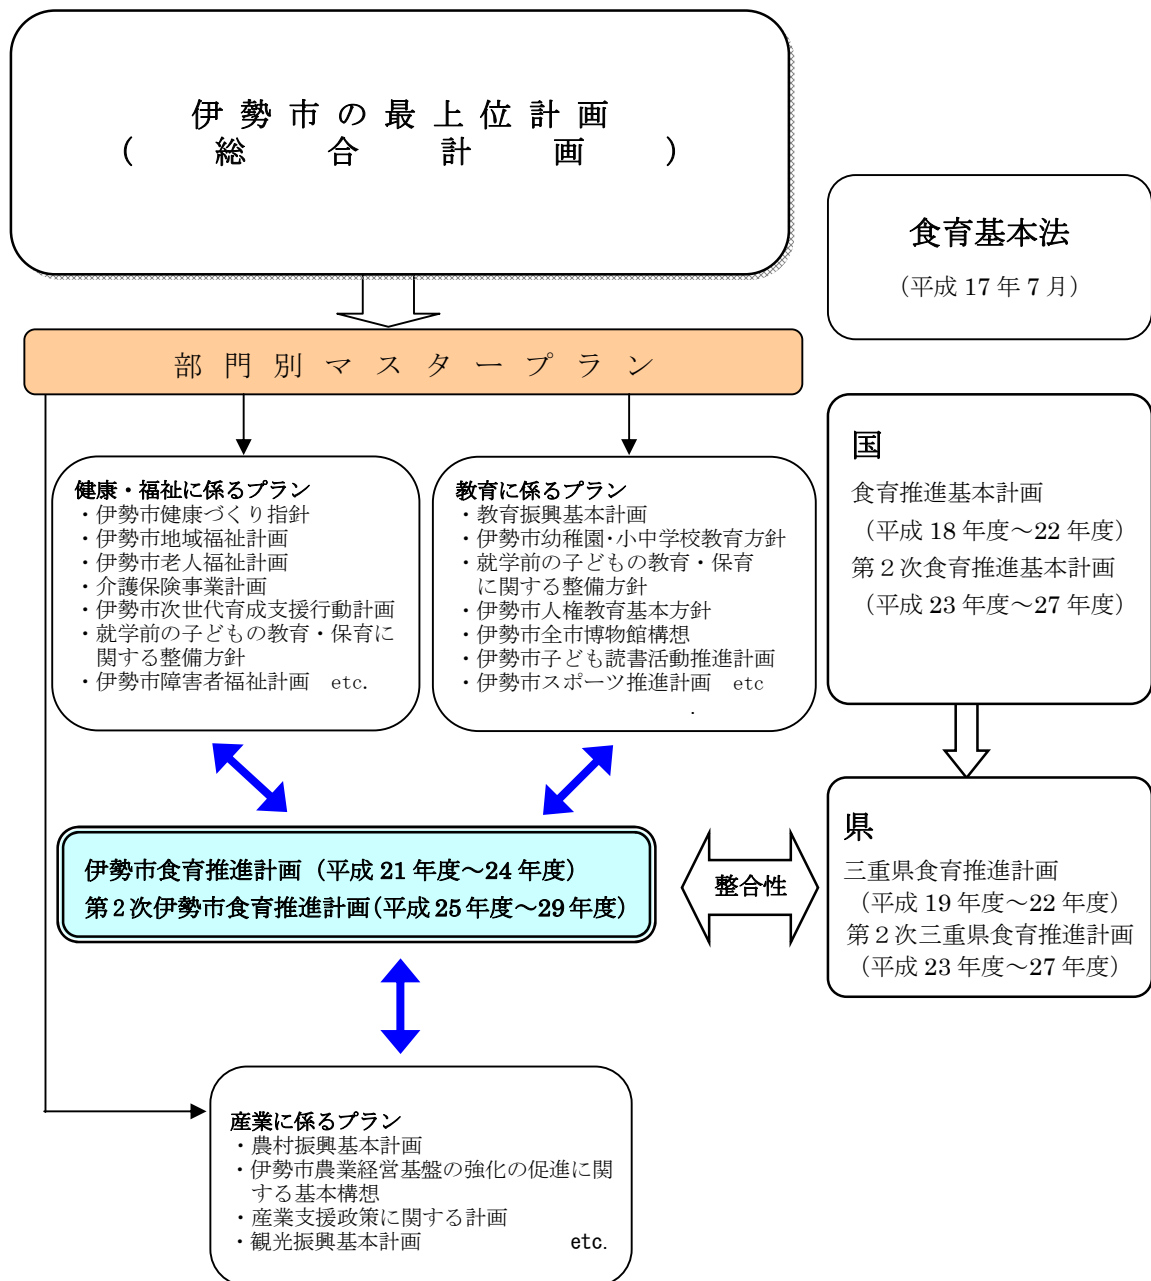 伊勢市の最上位計画
（総合計画）
食育基本法
（平成 17 年 7 月）
部門別マスタープラン
健康・福祉に係るプラン
・伊勢市健康づくり指針
・伊勢市地域福祉計画
・伊勢市老人福祉計画
・介護保険事業計画
・伊勢市次世代育成支援行動計画
・就学前の子どもの教育・保育に
関する整備方針
・伊勢市障害者福祉計画　etc.
教育に係るプラン
・教育振興基本計画
・伊勢市幼稚園・小中学校教育方針
・就学前の子どもの教育・保育
に関する整備方針
・伊勢市人権教育基本方針
・伊勢市全市博物館構想
・伊勢市子ども読書活動推進計画
・伊勢市スポーツ推進計画　etc
.
国
食育推進基本計画
（平成 18 年度～22 年度）
第２次食育推進基本計画
（平成 23 年度～27 年度）
伊勢市食育推進計画（平成 21 年度～24 年度）
第２次伊勢市食育推進計画（平成 25 年度～29 年度）
整合性
県
三重県食育推進計画
（平成 19 年度～22 年度）
第２次三重県食育推進計画
（平成 23 年度～27 年度）
産業に係るプラン
・農村振興基本計画
・伊勢市農業経営基盤の強化の促進に関
する基本構想
・産業支援政策に関する計画
・観光振興基本計画　etc.